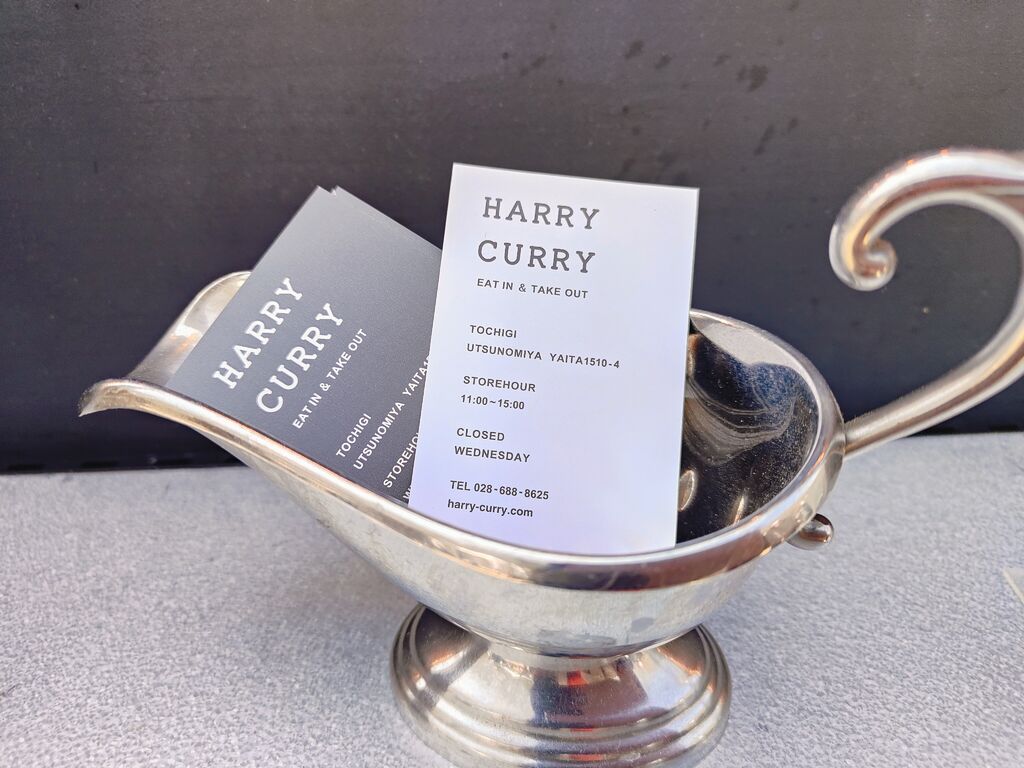 HARRY
CURRY
EAT IN & TAKE OUT
TOCHIGI
UTSUNOMIYA YAITA
STOREHO
HARRY
CURRY
EAT IN & TAKE OUT
TOCHIGI
UTSUNOMIYA YAITA1510-4
STOREHOUR
11:00~15:00
CLOSED
WEDNESDAY
TEL 028-688-8625
harry-curry.com